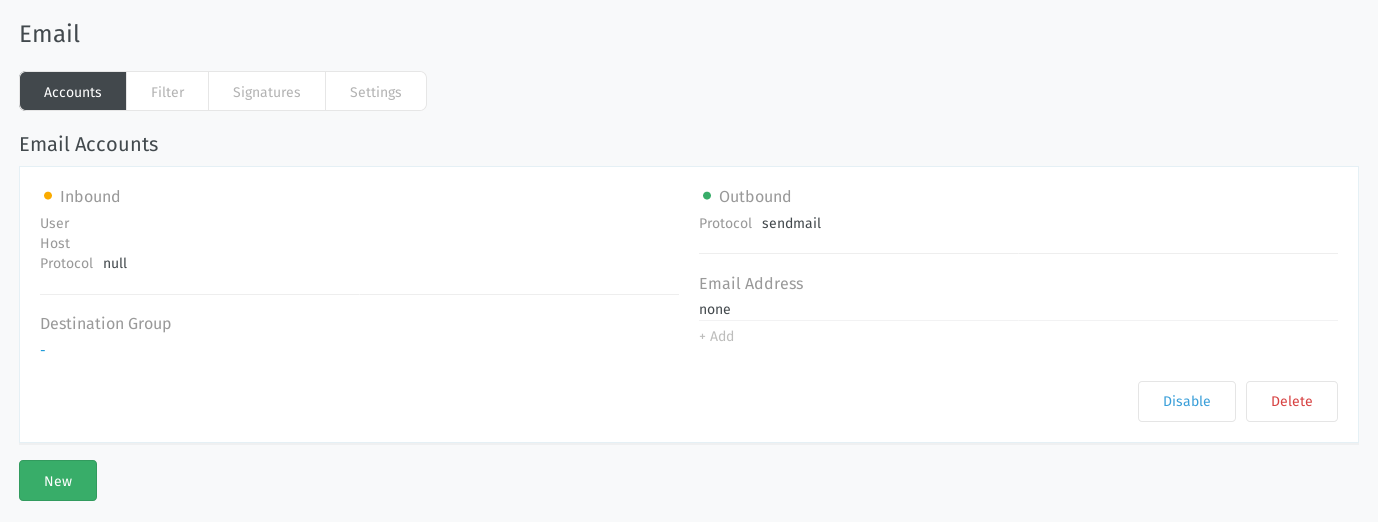 Email
Accounts Filter Signatures Settings
Email Accounts
Inbound
User
Host
Protocol null
Destination Group
-
Outbound
Protocol sendmail
Email Address
none
+ Add
Disable Delete
New